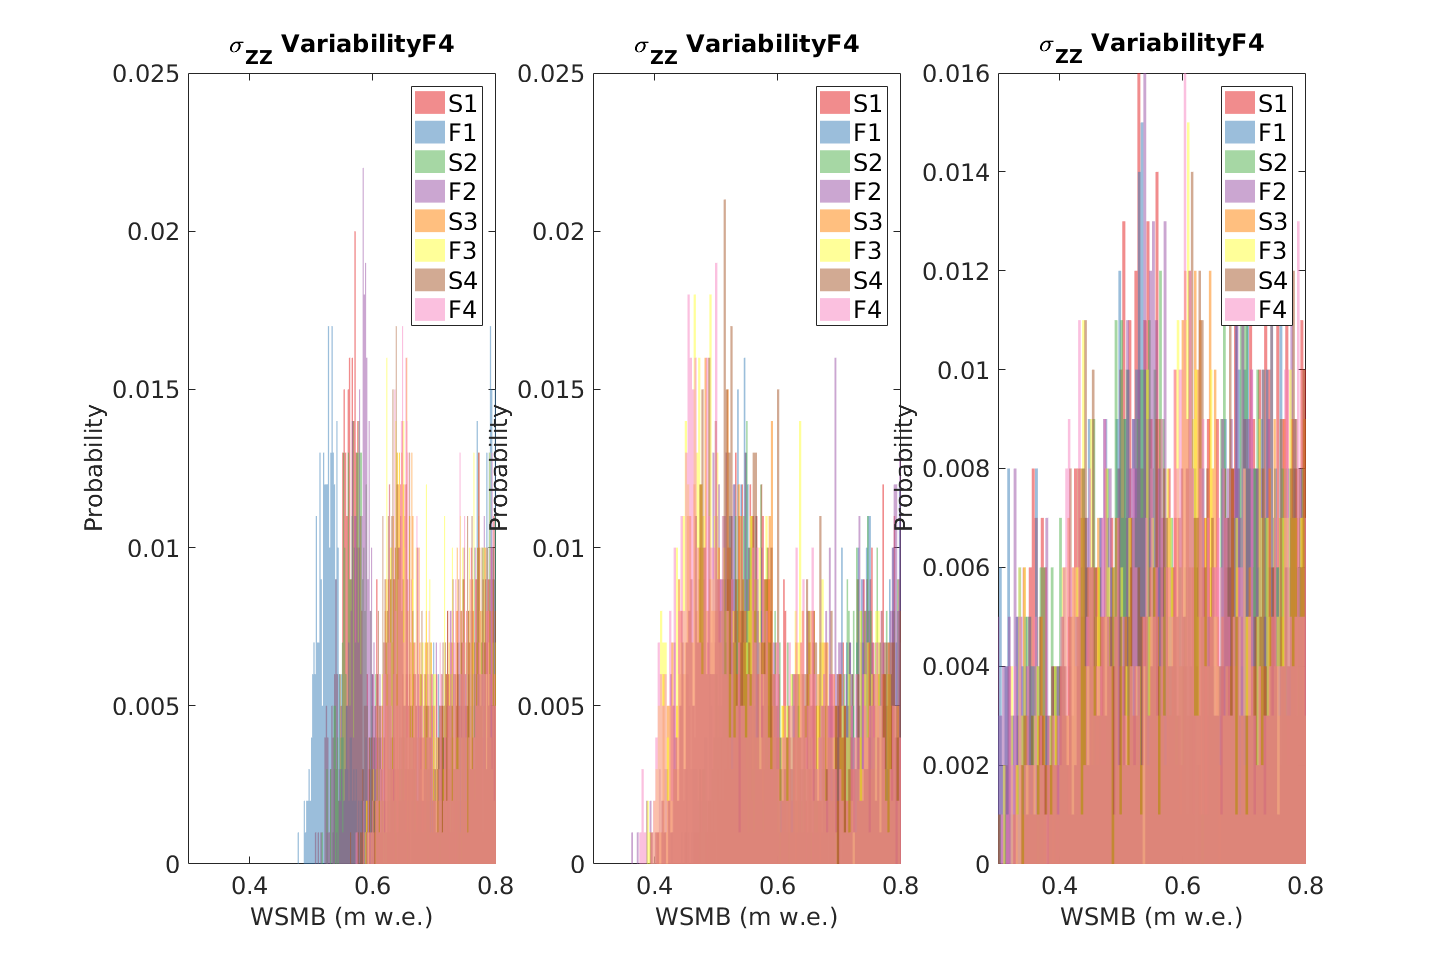 σZZ VariabilityF4
0.025
0.02
0.015
0.01
0.005
0
0.4 0.6 0.8
Probability
WSMB (m w.e.)
S1
F1
S2
F2
S3
F3
S4
F4
σZZ VariabilityF4
0.025
0.02
0.015
0.01
0.005
0
0.4 0.6 0.8
Probability
WSMB (m w.e.)
S1
F1
S2
F2
S3
F3
S4
F4
σZZ VariabilityF4
0.016
0.014
0.012
0.01
0.008
0.006
0.004
0.002
0
0.4 0.6 0.8
Probability
WSMB (m w.e.)
S1
F1
S2
F2
S3
F3
S4
F4